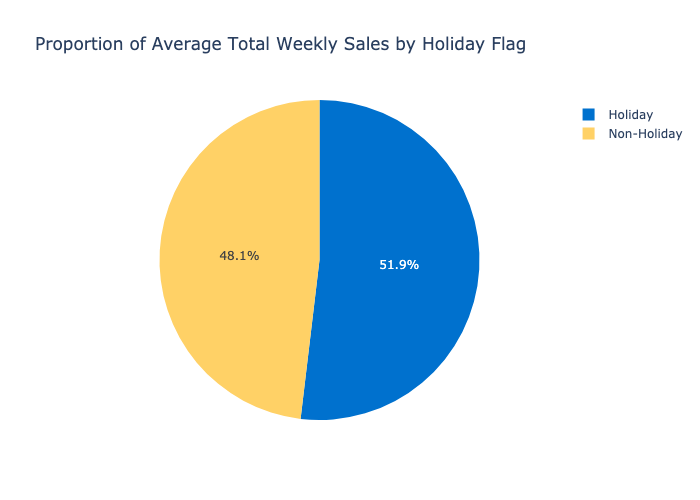 Proportion of Average Total Weekly Sales by Holiday Flag
Holiday
Non-Holiday
48.1%
51.9%